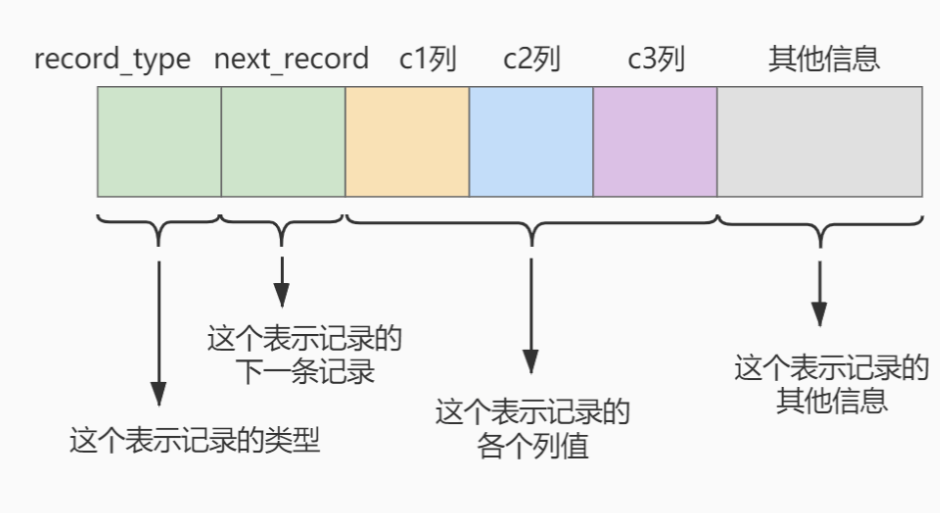 record_type next_record c1列 c2列 c3列 其他信息
这个表示记录的
下一条记录
这个表示记录的类型
这个表示记录的
各个列值
这个表示记录的
其他信息